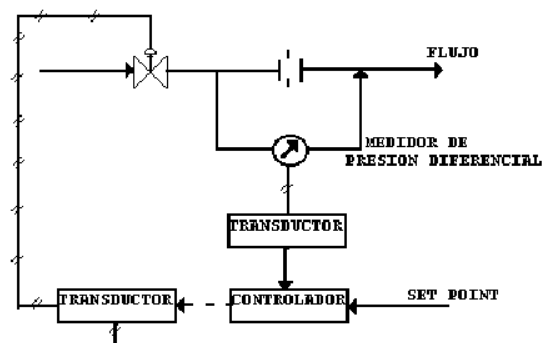 FLUJO
MEDIDOR DE
PRESION DIFERENCIAL
TRANSDUCTOR
TRANSDUCTOR
CONTROLADOR
SET POINT